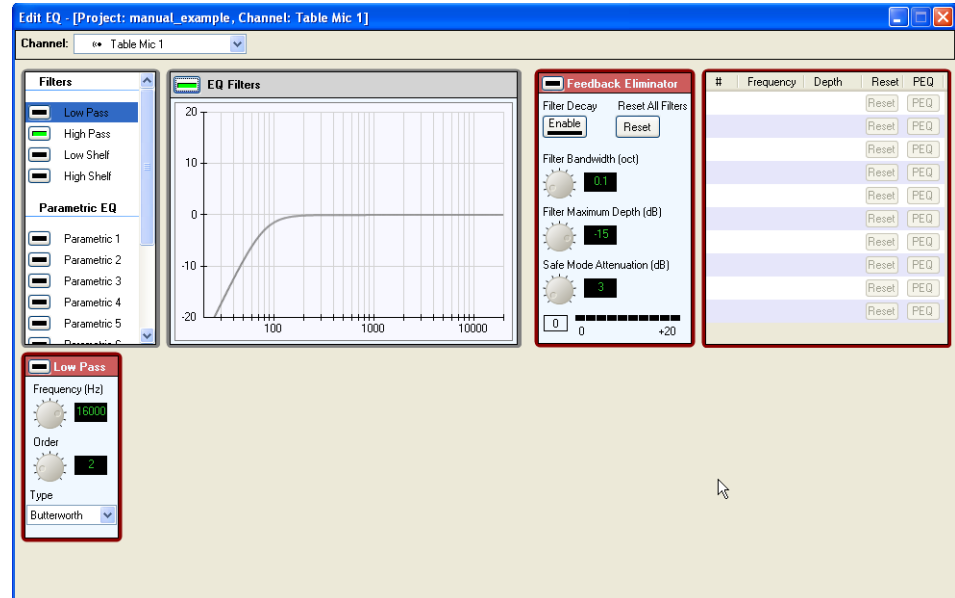 Edit EQ - [Project: manual_example, Channel: Table Mic 1]
Channel: Table Mic 1
Filters
Low Pass
High Pass
Low Shelf
High Shelf
Parametric EQ
Parametric 1
Parametric 2
Parametric 3
Parametric 4
Parametric 5
EQ Filters
20
10
0
-10
-20
100 1000 10000
Feedback Eliminator
Filter Decay Reset All Filters
Enable Reset
Filter Bandwidth (oct)
0.1
Filter Maximum Depth (dB)
-15
Safe Mode Attenuation (dB)
3
0
0 +20
# Frequency Depth Reset PEQ
Reset PEQ
Reset PEQ
Reset PEQ
Reset PEQ
Reset PEQ
Reset PEQ
Reset PEQ
Reset PEQ
Reset PEQ
Reset PEQ
Low Pass
Frequency (Hz)
16000
Order
2
Type
Butterworth